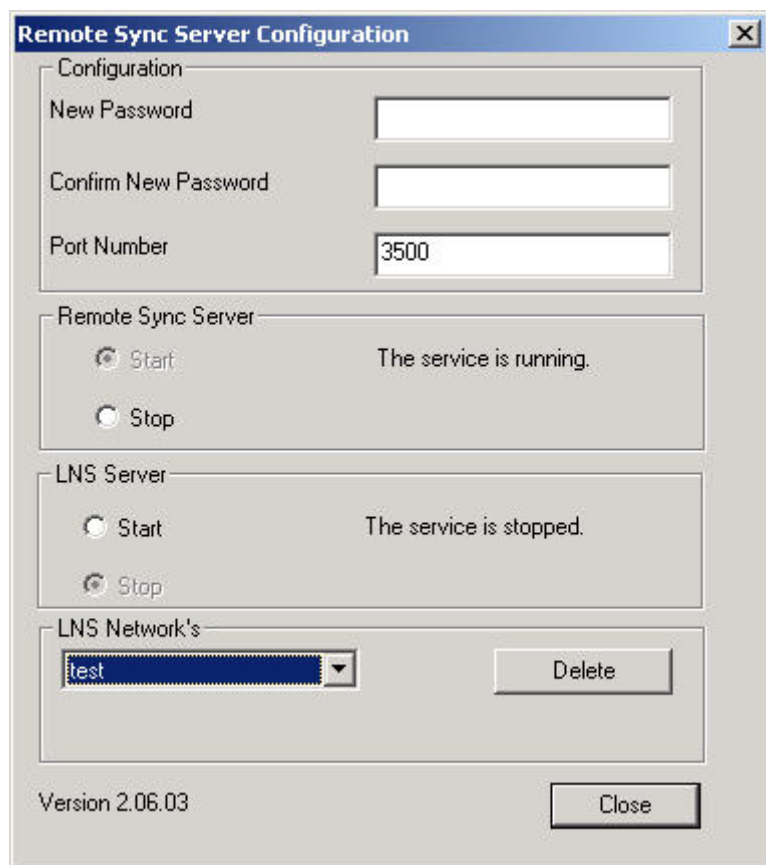 Remote Sync Server Configuration
Configuration
New Password
Confirm New Password
Port Number
3500
Remote Sync Server
Start
The service is running.
Stop
LNS Server
Start
The service is stopped.
Stop
LNS Network's
test
Delete
Version 2.06.03
Close